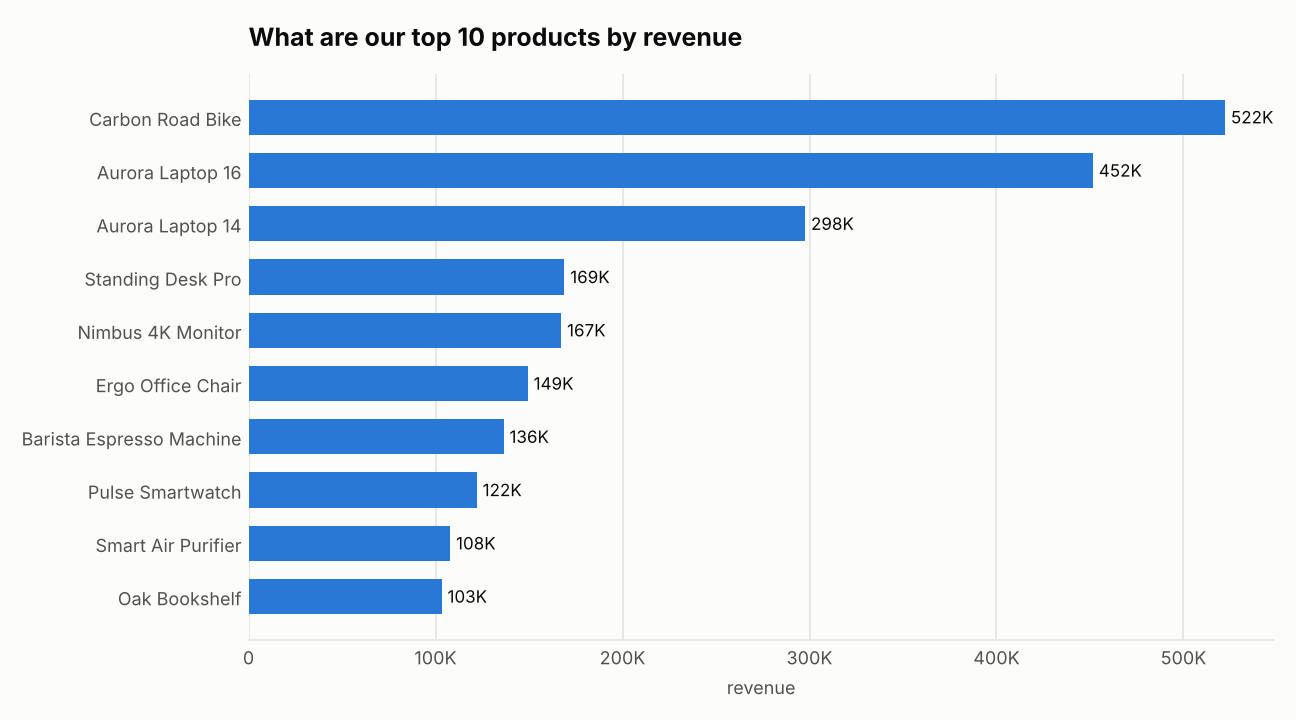 What are our top 10 products by revenue
Carbon Road Bike 522K
Aurora Laptop 16 452K
Aurora Laptop 14 298K
Standing Desk Pro 169K
Nimbus 4K Monitor 167K
Ergo Office Chair 149K
Barista Espresso Machine 136K
Pulse Smartwatch 122K
Smart Air Purifier 108K
Oak Bookshelf 103K
0 100K 200K 300K 400K 500K
revenue